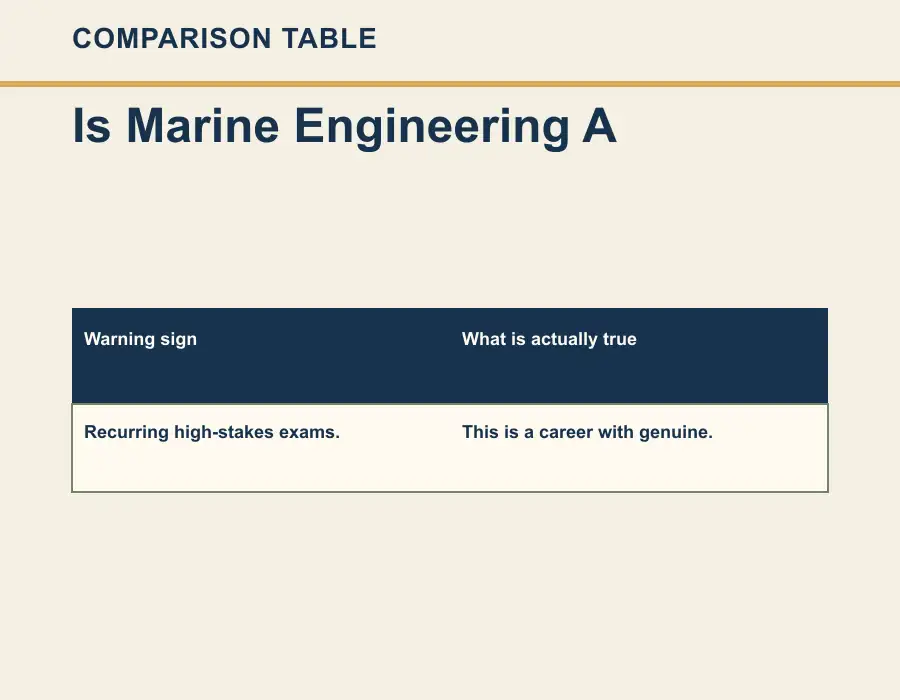 COMPARISON TABLE
Is Marine Engineering A
Warning sign What is actually true
Recurring high-stakes exams. This is a career with genuine.